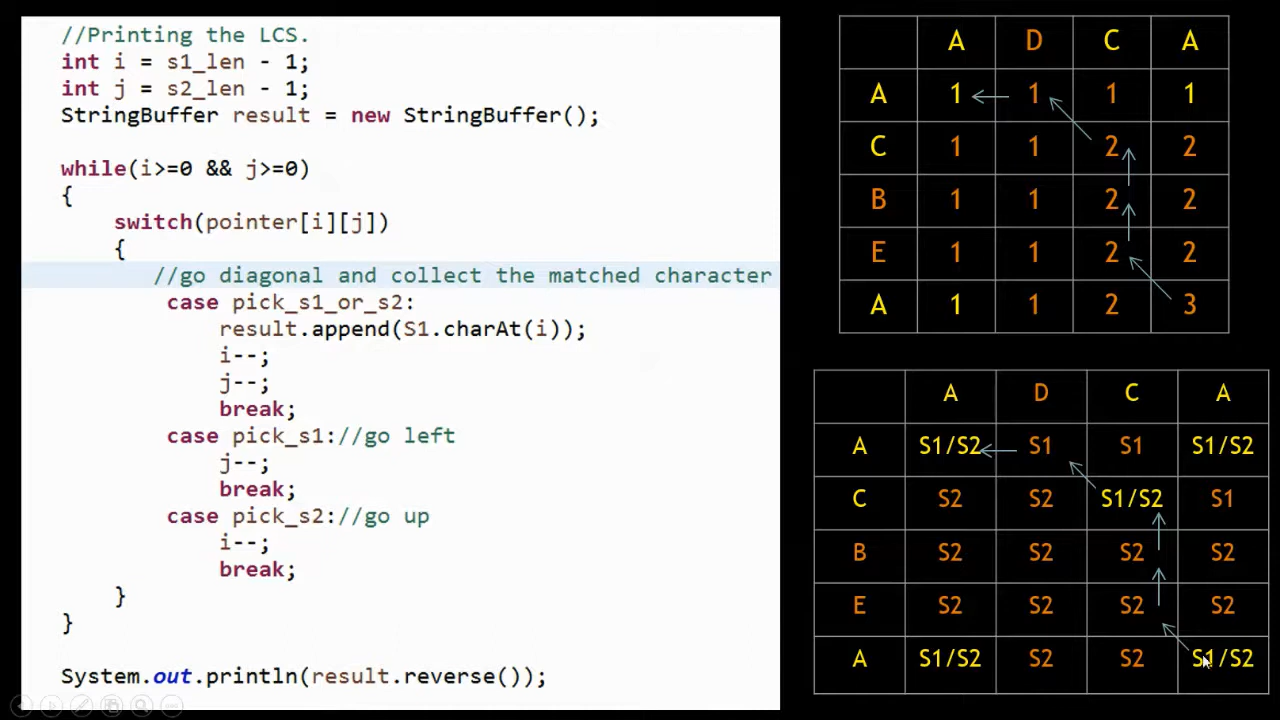 //Printing the LCS.
int i = s1_len - 1;
int j = s2_len - 1;
StringBuffer result = new StringBuffer();
while(i>=0 && j>=0)
{
switch(pointer[i][j])
{
//go diagonal and collect the matched character
case pick_s1_or_s2:
result.append(S1.charAt(i));
i--;
j--;
break;
case pick_s1://go left
j--;
break;
case pick_s2://go up
i--;
break;
}
}
System.out.println(result.reverse());
A D C A
A 1 1 1 1
C 1 1 2 2
B 1 1 2 2
E 1 1 2 2
A 1 1 2 3
A D C A
A S1/S2 S1 S1 S1/S2
C S2 S2 S1/S2 S1
B S2 S2 S2 S2
E S2 S2 S2 S2
A S1/S2 S2 S2 S1/S2